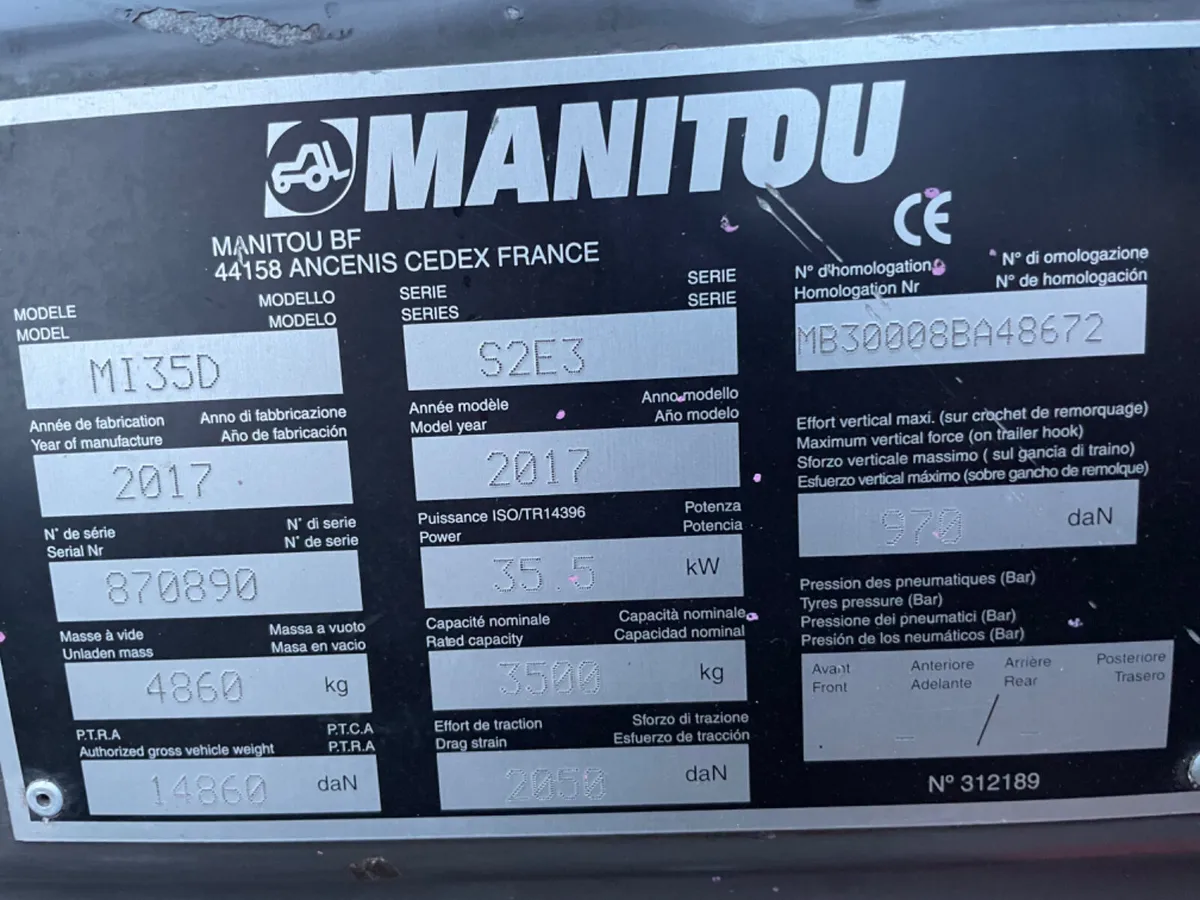 MANITOU
CE
MANITOU BF
44158 ANCENIS CEDEX FRANCE
MODELE MODELLO
MODEL MODELO
MI35D
Année de fabrication Anno di fabbricazione
Year of manufacture Año de fabricación
2017
N° de série N° di serie
Serial Nr N° de serie
870890
Masse à vide Massa a vuoto
Unladen mass Masa en vacio
4860 kg
P.T.R.A P.T.C.A
Authorized gross vehicle weight P.T.R.A
14860 daN
SERIE SERIE
SERIES SERIE
S2E3
Année modèle Anno modello
Model year Año modelo
2017
Puissance ISO/TR14396 Potenza
Power Potencia
35.5 kW
Capacité nominale Capacità nominale
Rated capacity Capacidad nominal
3500 kg
Effort de traction Sforzo di trazione
Drag strain Esfuerzo de tracción
2050 daN
N° d'homologation N° di omologazione
Homologation Nr N° de homologación
MB30008BA48672
Effort vertical maxi. (sur crochet de remorquage)
Maximum vertical force (on trailer hook)
Sforzo verticale massimo ( sul gancia di traino)
Esfuerzo vertical máximo (sobre gancho de remolque)
970 daN
Pression des pneumatiques (Bar)
Tyres pressure (Bar)
Pressione dei pneumatici (Bar)
Presión de los neumáticos (Bar)
Avant Anteriore Arrière Posteriore
Front Adelante Rear Trasero
– / –
N° 312189